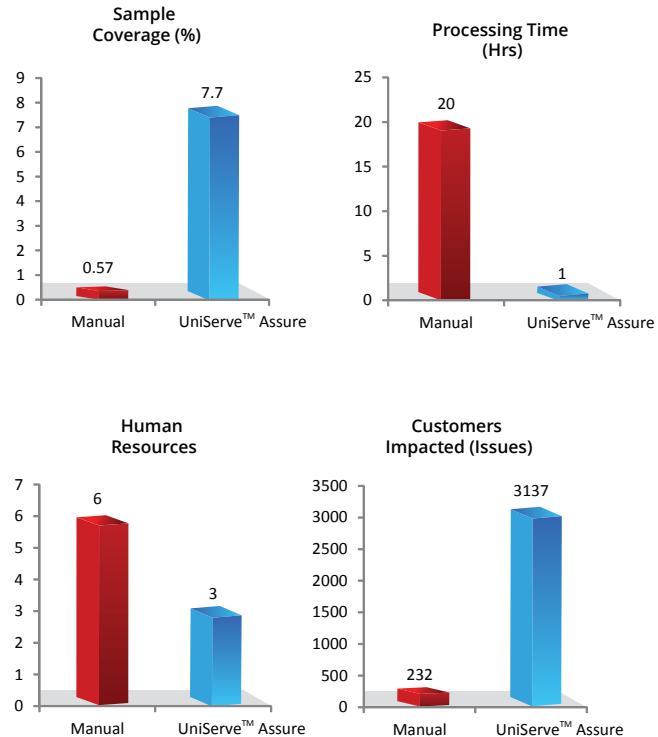 Sample
Coverage (%)
9
8
7
6
5
4
3
2
1
0
0.57
7.7
Manual
UniServe™ Assure
Processing Time
(Hrs)
25
20
15
10
5
0
20
1
Manual
UniServe™ Assure
Human
Resources
7
6
5
4
3
2
1
0
6
3
Manual
UniServe™ Assure
Customers
Impacted (Issues)
3500
3000
2500
2000
1500
1000
500
0
232
3137
Manual
UniServe™ Assure